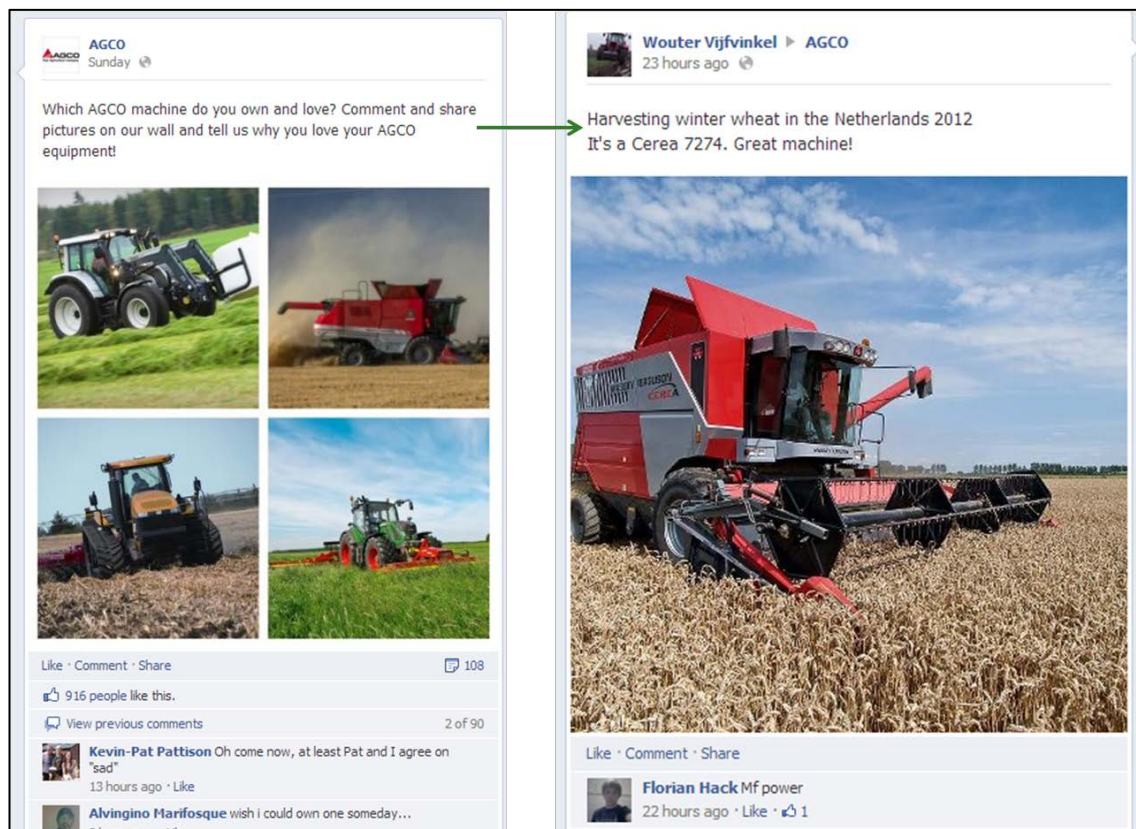 AGCO
AGCO
Sunday
Which AGCO machine do you own and love? Comment and share
pictures on our wall and tell us why you love your AGCO
equipment!
Like · Comment · Share
108
916 people like this.
View previous comments
2 of 90
Kevin-Pat Pattison Oh come now, at least Pat and I agree on
"sad"
13 hours ago · Like
Alvingino Marifosque wish i could own one someday...
Wouter Vijfvinkel ▶ AGCO
23 hours ago
Harvesting winter wheat in the Netherlands 2012
It's a Cerea 7274. Great machine!
MASSEY FERGUSON
CEREA
Like · Comment · Share
Florian Hack Mf power
22 hours ago · Like · 1